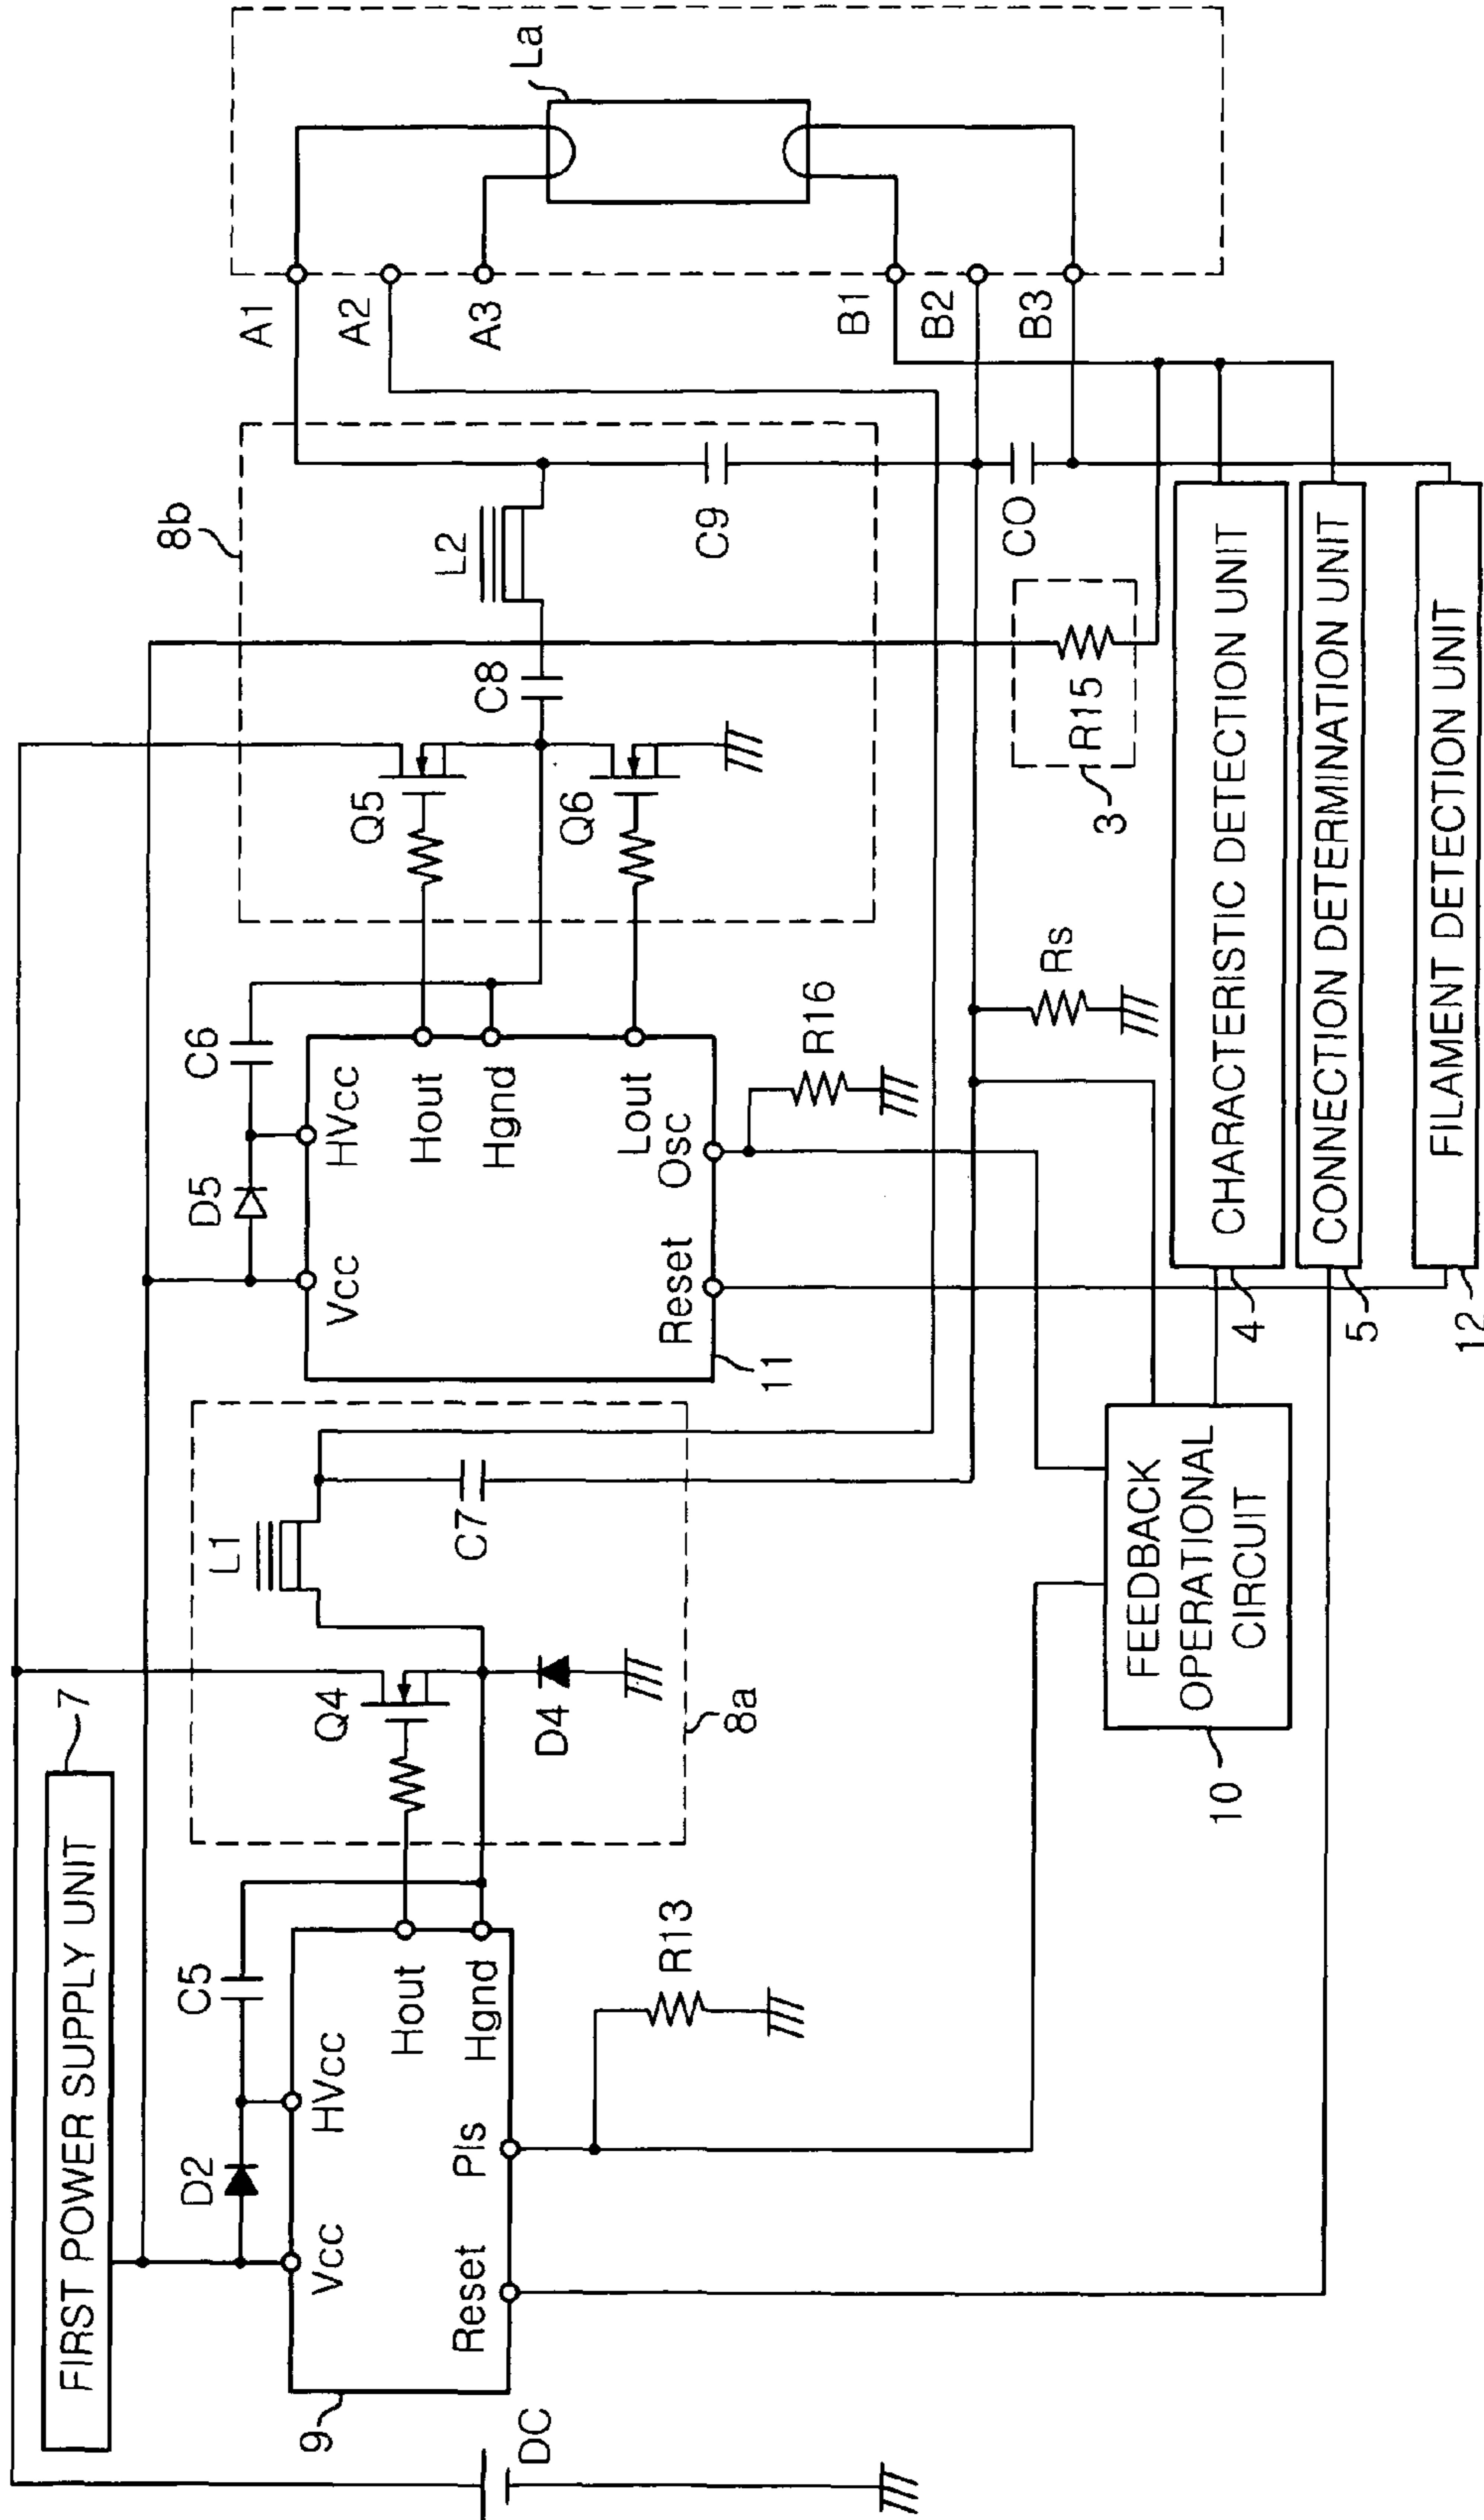 FIRST POWER SUPPLY UNIT
7
DC
9
D2
C5
Vcc
HVcc
Hout
Hgnd
Reset
Pls
R13
L1
Q4
C7
D4
8a
D5
C6
Vcc
HVcc
Hout
Hgnd
Lout
Reset
Osc
11
R16
8b
Q5
Q6
C8
L2
C9
Rs
R15
3
CO
A1
A2
A3
B1
B2
B3
La
FEEDBACK
OPERATIONAL
CIRCUIT
10
CHARACTERISTIC DETECTION UNIT
4
CONNECTION DETERMINATION UNIT
5
FILAMENT DETECTION UNIT
12